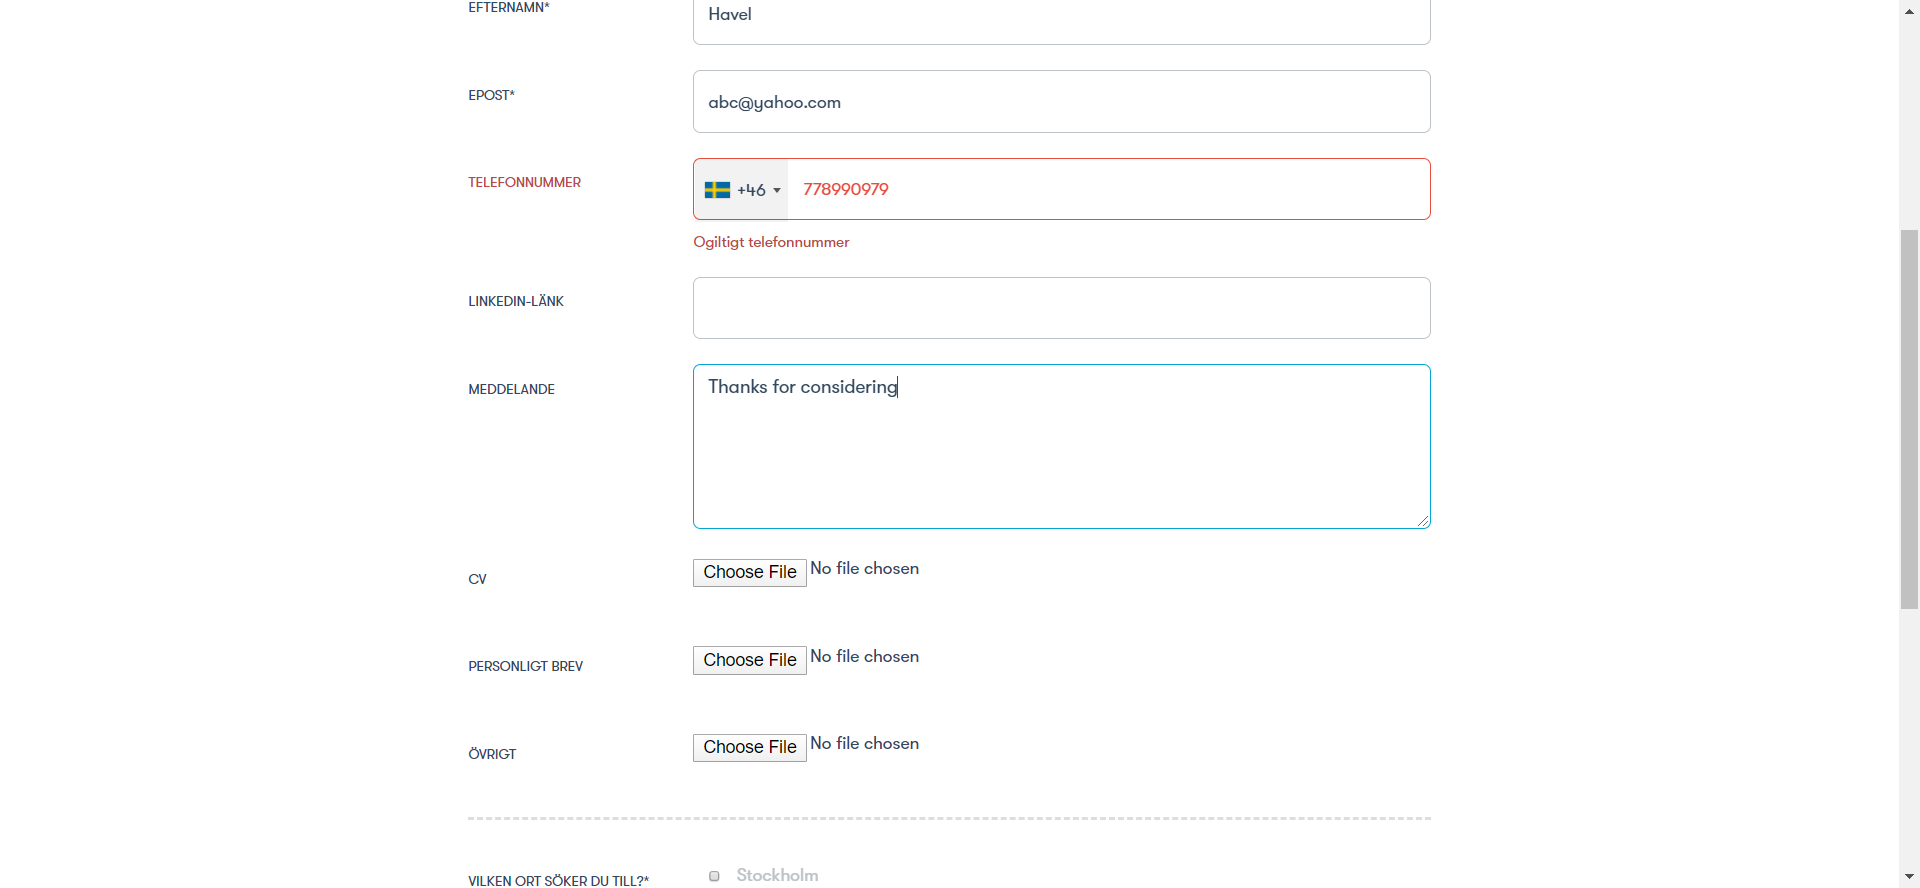 EFTERNAMN*
Havel
EPOST*
abc@yahoo.com
TELEFONNUMMER
+46
778990979
Ogiltigt telefonnummer
LINKEDIN-LÄNK
MEDDELANDE
Thanks for considering
CV
Choose File No file chosen
PERSONLIGT BREV
Choose File No file chosen
ÖVRIGT
Choose File No file chosen
VILKEN ORT SÖKER DU TILL?*
Stockholm